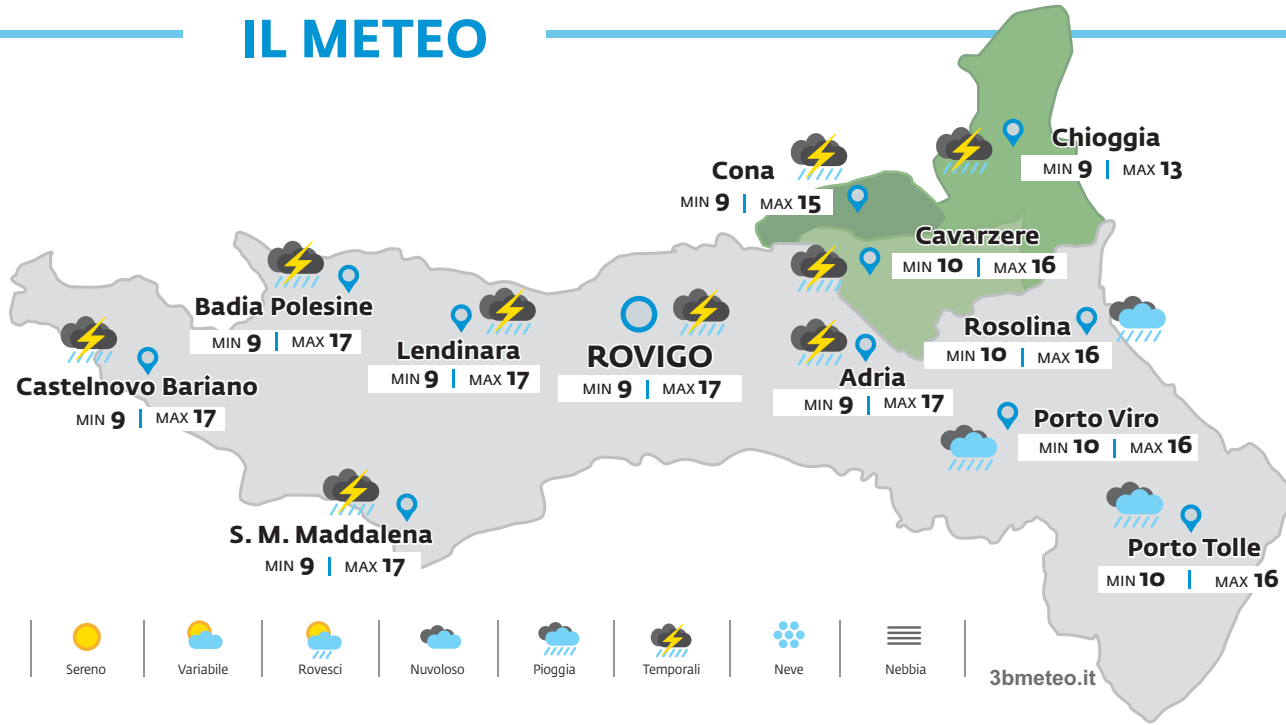 IL METEO
Chioggia
MIN 9 | MAX 13
Cona
MIN 9 | MAX 15
Cavarzere
MIN 10 | MAX 16
Badia Polesine
MIN 9 | MAX 17
Lendinara
MIN 9 | MAX 17
ROVIGO
MIN 9 | MAX 17
Rosolina
MIN 10 | MAX 16
Adria
MIN 9 | MAX 17
Castelnovo Bariano
MIN 9 | MAX 17
Porto Viro
MIN 10 | MAX 16
S. M. Maddalena
MIN 9 | MAX 17
Porto Tolle
MIN 10 | MAX 16
Sereno
Variabile
Rovesci
Nuvoloso
Pioggia
Temporali
Neve
Nebbia
3bmeteo.it